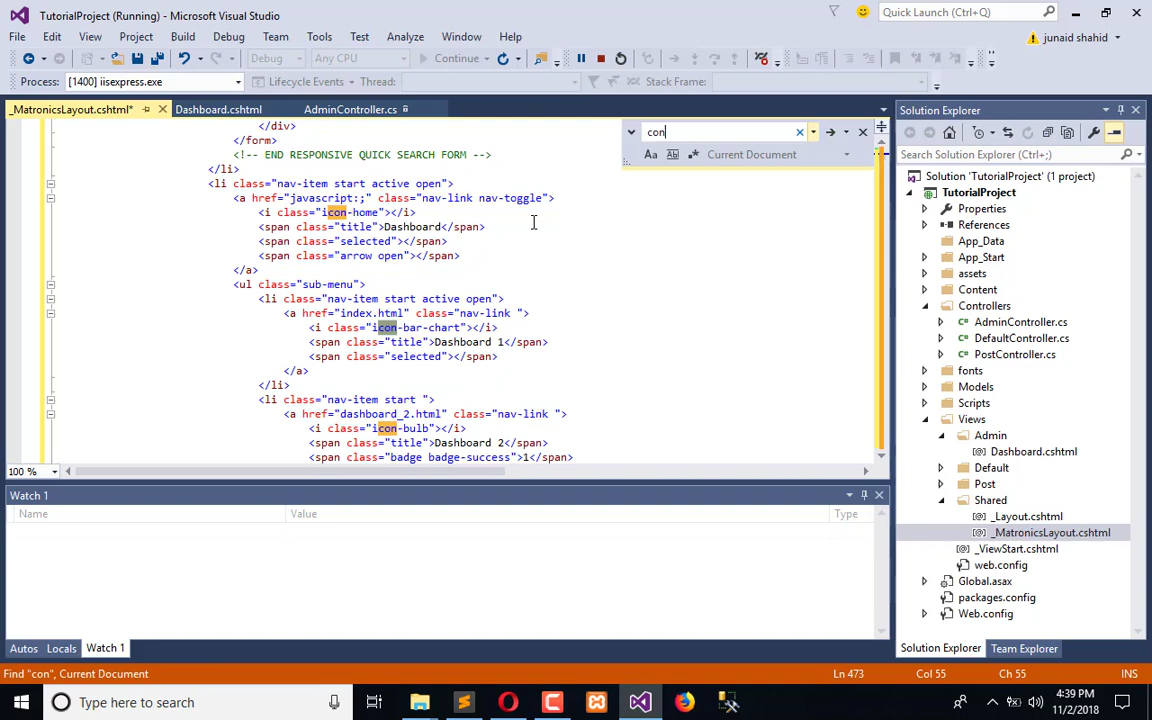 TutorialProject (Running) - Microsoft Visual Studio
Quick Launch (Ctrl+Q)
File Edit View Project Build Debug Team Tools Test Analyze Window Help
junaid shahid
Debug Any CPU Continue
Process: [1400] iisexpress.exe Lifecycle Events Thread: Stack Frame:
_MatronicsLayout.cshtml* Dashboard.cshtml AdminController.cs
con
Current Document
</div>
</form>
<!-- END RESPONSIVE QUICK SEARCH FORM -->
</li>
<li class="nav-item start active open">
<a href="javascript:;" class="nav-link nav-toggle">
<i class="icon-home"></i>
<span class="title">Dashboard</span>
<span class="selected"></span>
<span class="arrow open"></span>
</a>
<ul class="sub-menu">
<li class="nav-item start active open">
<a href="index.html" class="nav-link ">
<i class="icon-bar-chart"></i>
<span class="title">Dashboard 1</span>
<span class="selected"></span>
</a>
</li>
<li class="nav-item start ">
<a href="dashboard_2.html" class="nav-link ">
<i class="icon-bulb"></i>
<span class="title">Dashboard 2</span>
<span class="badge badge-success">1</span>
100 %
Watch 1
Name Value Type
Autos Locals Watch 1
Solution Explorer
Search Solution Explorer (Ctrl+;)
Solution 'TutorialProject' (1 project)
TutorialProject
Properties
References
App_Data
App_Start
assets
Content
Controllers
AdminController.cs
DefaultController.cs
PostController.cs
fonts
Models
Scripts
Views
Admin
Dashboard.cshtml
Default
Post
Shared
_Layout.cshtml
_MatronicsLayout.cshtml
_ViewStart.cshtml
web.config
Global.asax
packages.config
Web.config
Solution Explorer Team Explorer
Find "con", Current Document Ln 473 Col 55 Ch 55 INS
Type here to search
4:39 PM
11/2/2018